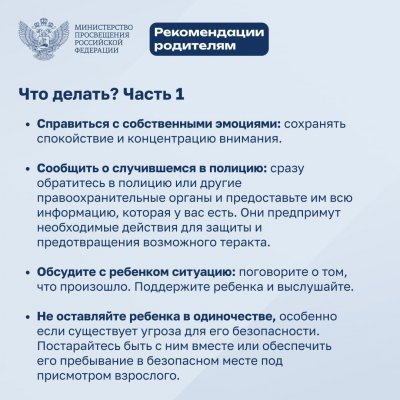 МИНИСТЕРСТВО
ПРОСВЕЩЕНИЯ
РОССИЙСКОЙ
ФЕДЕРАЦИИ
Рекомендации
родителям
Что делать? Часть 1
• Справиться с собственными эмоциями: сохранять
спокойствие и концентрацию внимания.
• Сообщить о случившемся в полицию: сразу
обратитесь в полицию или другие
правоохранительные органы и предоставьте им всю
информацию, которая у вас есть. Они предпримут
необходимые действия для защиты и
предотвращения возможного теракта.
• Обсудите с ребенком ситуацию: поговорите о том,
что произошло. Поддержите ребенка и выслушайте.
• Не оставляйте ребенка в одиночестве, особенно
если существует угроза для его безопасности.
Постарайтесь быть с ним вместе или обеспечить
его пребывание в безопасном месте под
присмотром взрослого.